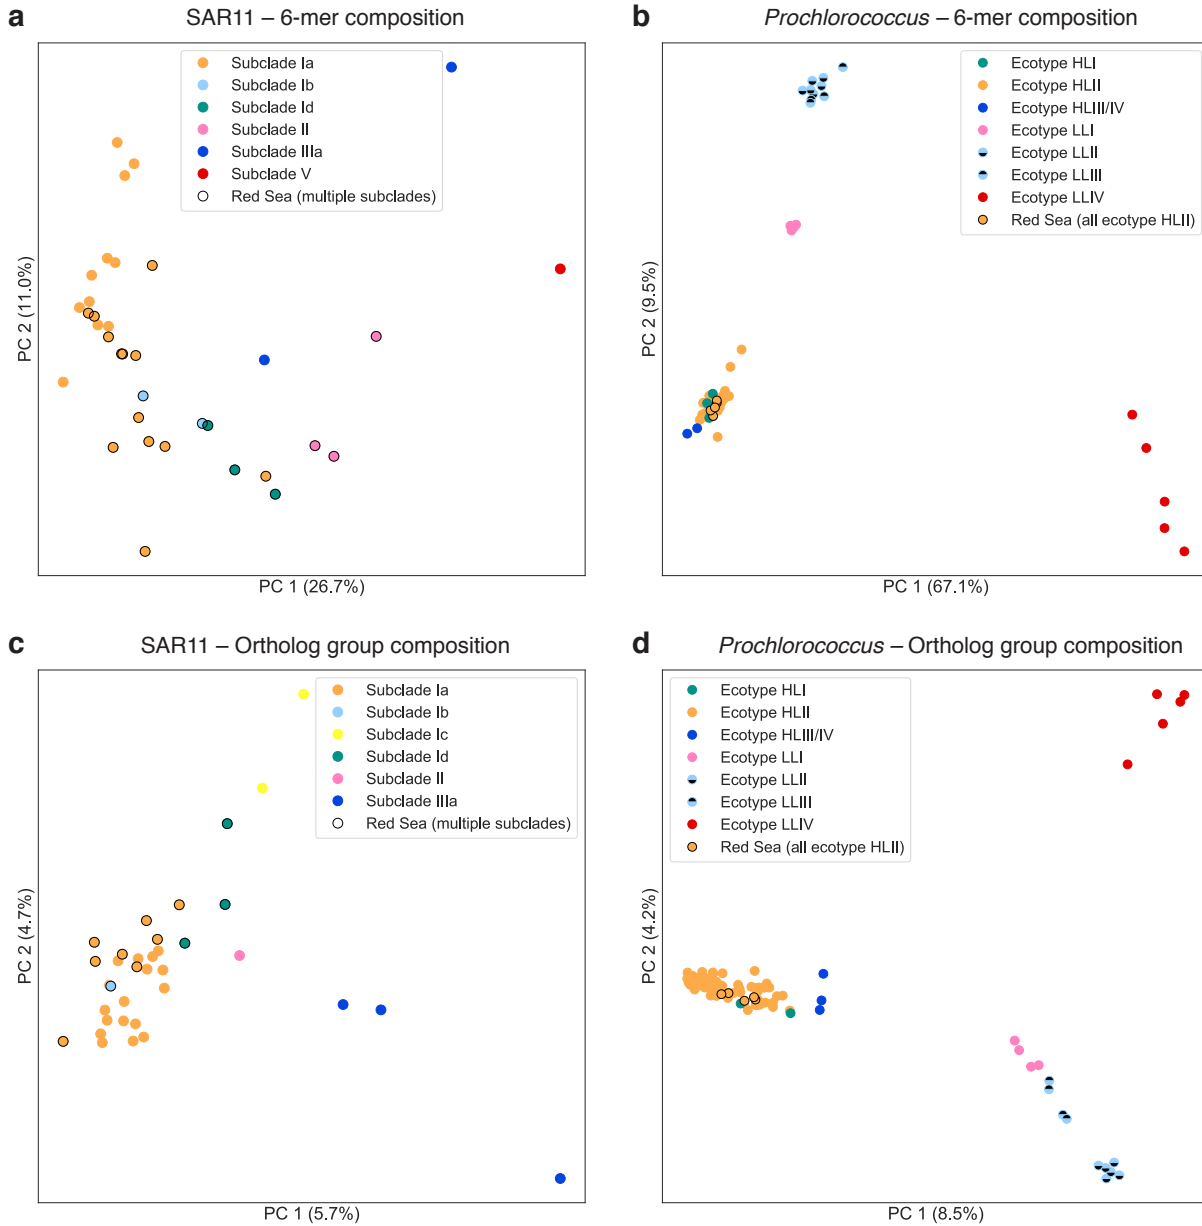 a
SAR11 – 6-mer composition
Subclade Ia
Subclade Ib
Subclade Id
Subclade II
Subclade IIIa
Subclade V
Red Sea (multiple subclades)
PC 2 (11.0%)
PC 1 (26.7%)
b
Prochlorococcus – 6-mer composition
Ecotype HLI
Ecotype HLII
Ecotype HLIII/IV
Ecotype LLI
Ecotype LLII
Ecotype LLIII
Ecotype LLIV
Red Sea (all ecotype HLII)
PC 2 (9.5%)
PC 1 (67.1%)
c
SAR11 – Ortholog group composition
Subclade Ia
Subclade Ib
Subclade Ic
Subclade Id
Subclade II
Subclade IIIa
Red Sea (multiple subclades)
PC 2 (4.7%)
PC 1 (5.7%)
d
Prochlorococcus – Ortholog group composition
Ecotype HLI
Ecotype HLII
Ecotype HLIII/IV
Ecotype LLI
Ecotype LLII
Ecotype LLIII
Ecotype LLIV
Red Sea (all ecotype HLII)
PC 2 (4.2%)
PC 1 (8.5%)